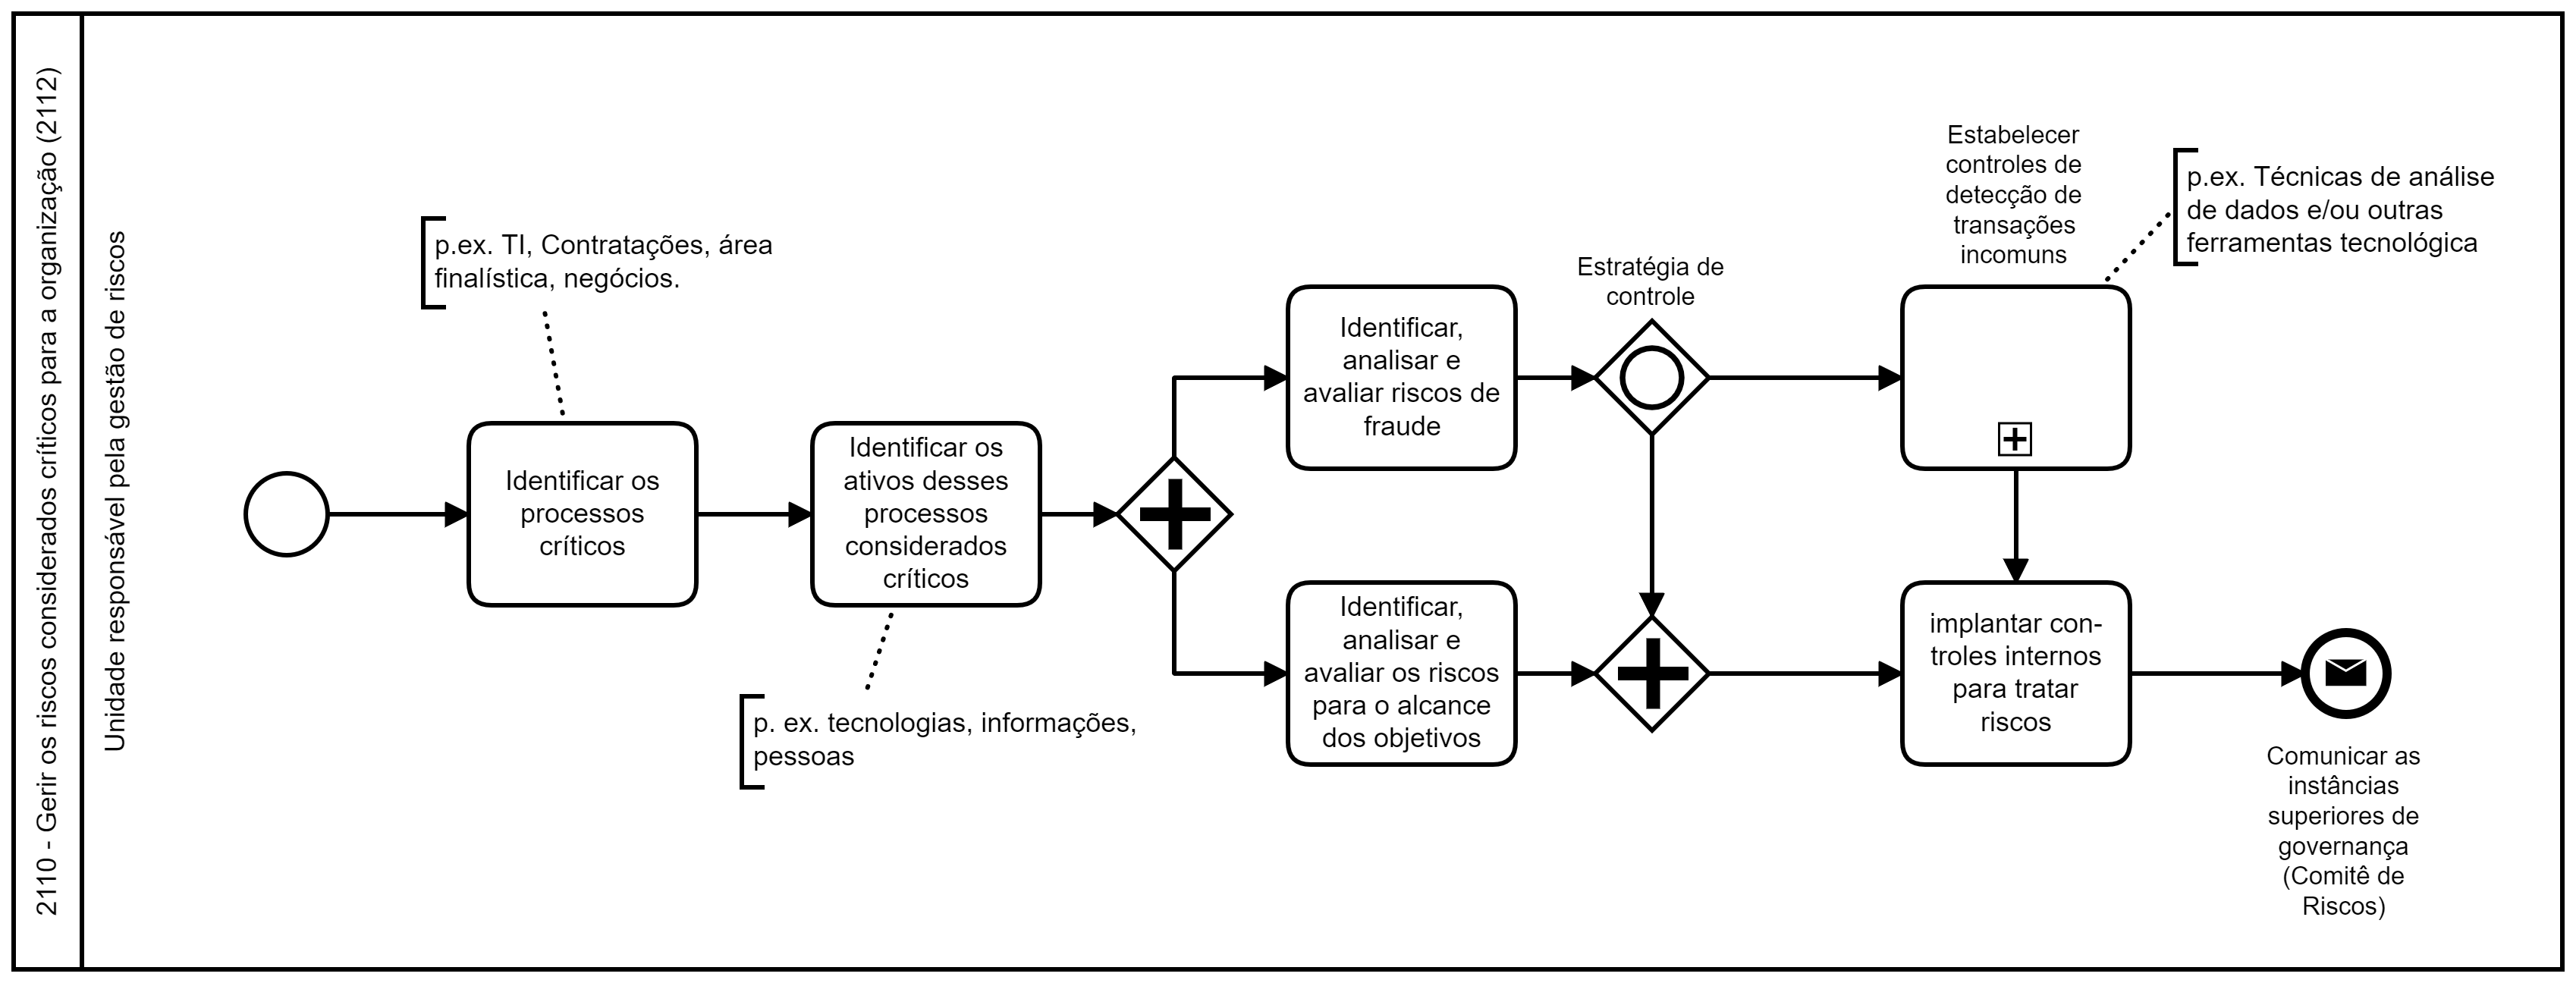 2110 - Gerir os riscos considerados críticos para a organização (2112)
Unidade responsável pela gestão de riscos
p.ex. TI, Contratações, área
finalística, negócios.
Identificar os
processos
críticos
Identificar os
ativos desses
processos
considerados
críticos
p. ex. tecnologias, informações,
pessoas
Identificar,
analisar e
avaliar riscos de
fraude
Identificar,
analisar e
avaliar os riscos
para o alcance
dos objetivos
Estratégia de
controle
Estabelecer
controles de
detecção de
transações
incomuns
p.ex. Técnicas de análise
de dados e/ou outras
ferramentas tecnológica
implantar con-
troles internos
para tratar
riscos
Comunicar as
instâncias
superiores de
governança
(Comitê de
Riscos)